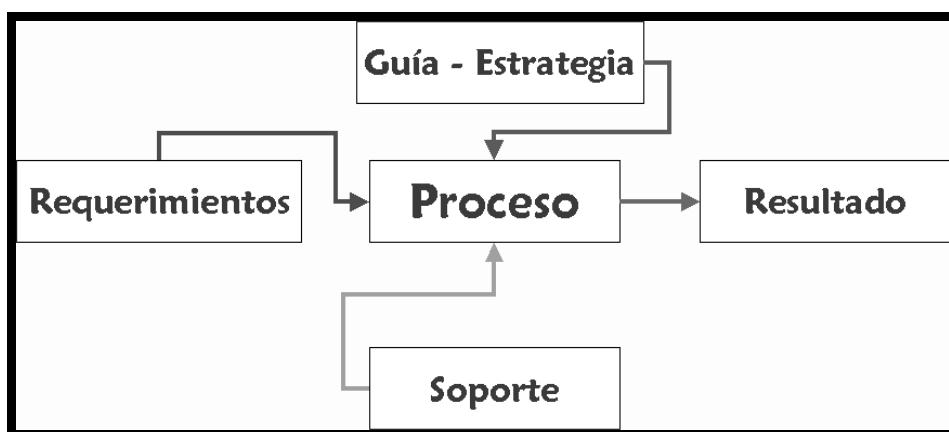 Guía - Estrategia
Requerimientos
Proceso
Resultado
Soporte